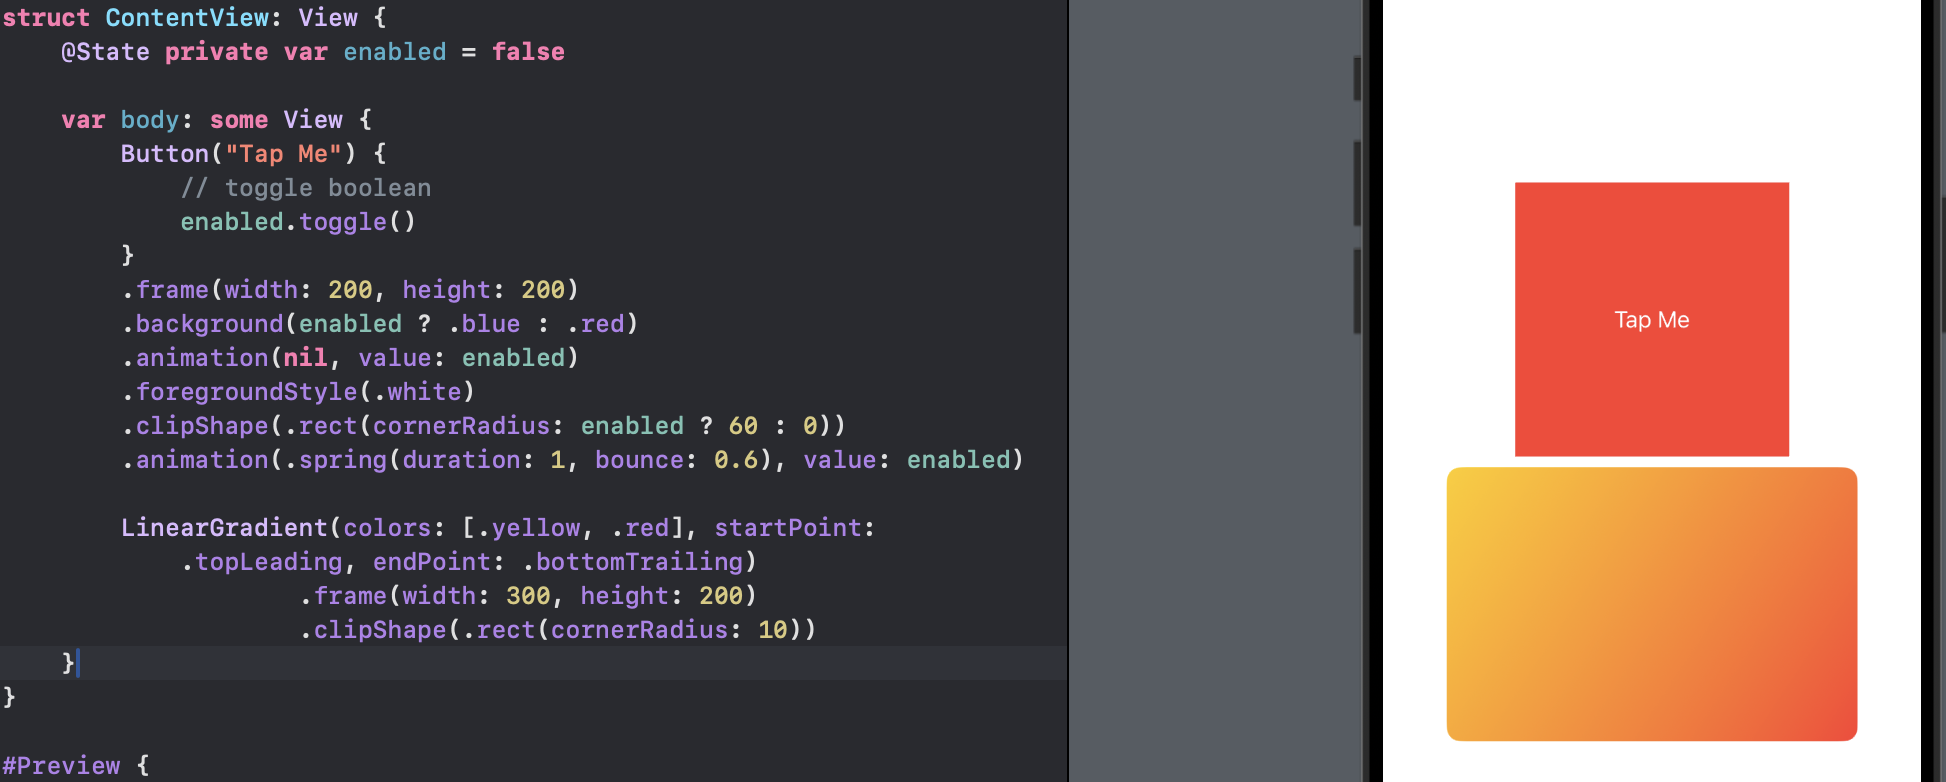 struct ContentView: View {
    @State private var enabled = false

    var body: some View {
        Button("Tap Me") {
            // toggle boolean
            enabled.toggle()
        }
        .frame(width: 200, height: 200)
        .background(enabled ? .blue : .red)
        .animation(nil, value: enabled)
        .foregroundStyle(.white)
        .clipShape(.rect(cornerRadius: enabled ? 60 : 0))
        .animation(.spring(duration: 1, bounce: 0.6), value: enabled)

        LinearGradient(colors: [.yellow, .red], startPoint:
            .topLeading, endPoint: .bottomTrailing)
                    .frame(width: 300, height: 200)
                    .clipShape(.rect(cornerRadius: 10))
    }
}

#Preview {
Tap Me